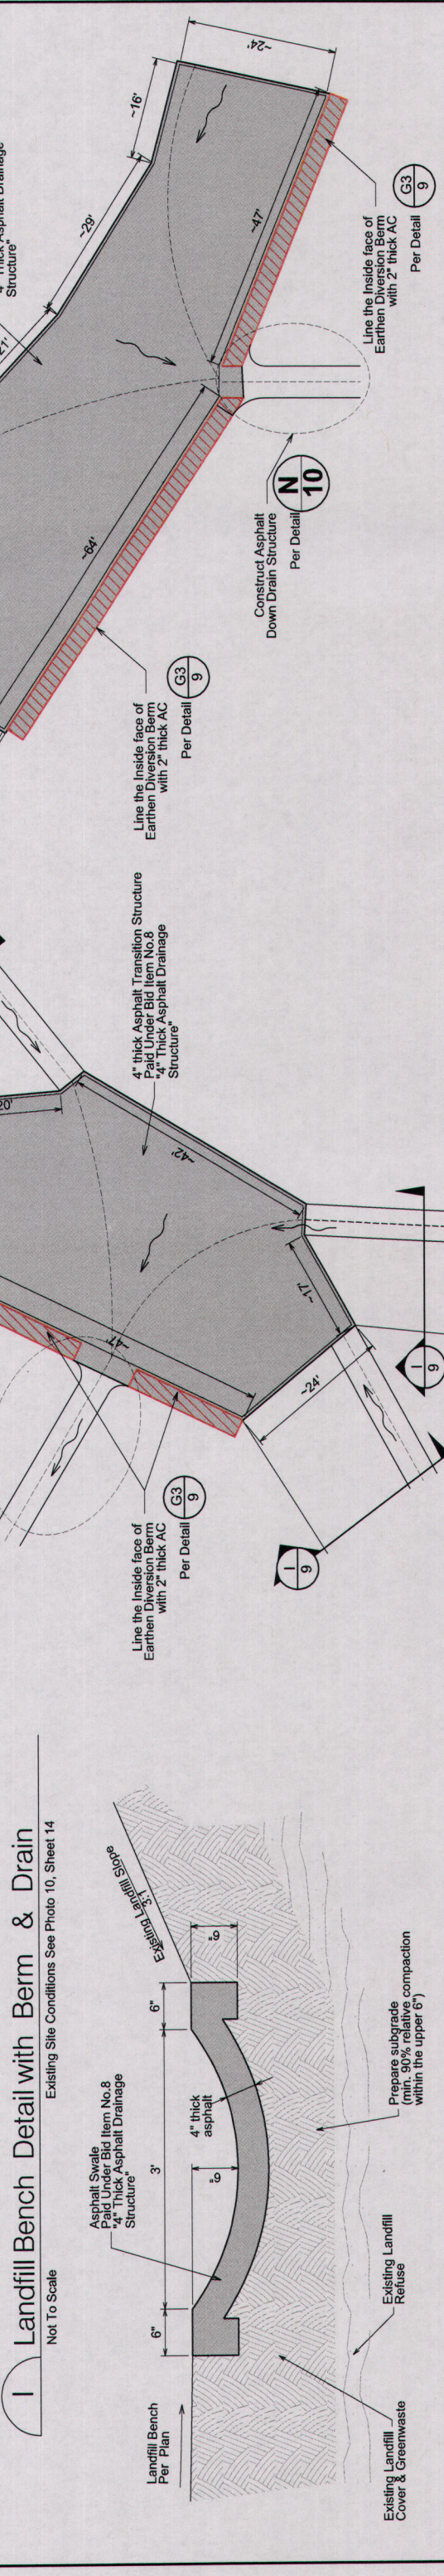 I
Landfill Bench Detail with Berm & Drain
Not To Scale
Existing Site Conditions See Photo 10, Sheet 14
Asphalt Swale
Paid Under Bid Item No.8
"4" Thick Asphalt Drainage
Structure"
Landfill Bench
Per Plan
6"
3'
6"
6"
6"
4" thick
asphalt
Existing Landfill Slope
3:1
Existing Landfill
Cover & Greenwaste
Existing Landfill
Refuse
Prepare subgrade
(min. 90% relative compaction
within the upper 6")
Line the Inside face of
Earthen Diversion Berm
with 2" thick AC
Per Detail
G3
9
~47'
20'
4" thick Asphalt Transition Structure
Paid Under Bid Item No.8
"4" Thick Asphalt Drainage
Structure"
~42'
~17'
~24'
I
9
I
9
Line the Inside face of
Earthen Diversion Berm
with 2" thick AC
Per Detail
G3
9
~64'
21'
~29'
~16'
~24'
~47'
Thick Asphalt Drainage
Structure"
Construct Asphalt
Down Drain Structure
Per Detail
N
10
Line the Inside face of
Earthen Diversion Berm
with 2" thick AC
Per Detail
G3
9